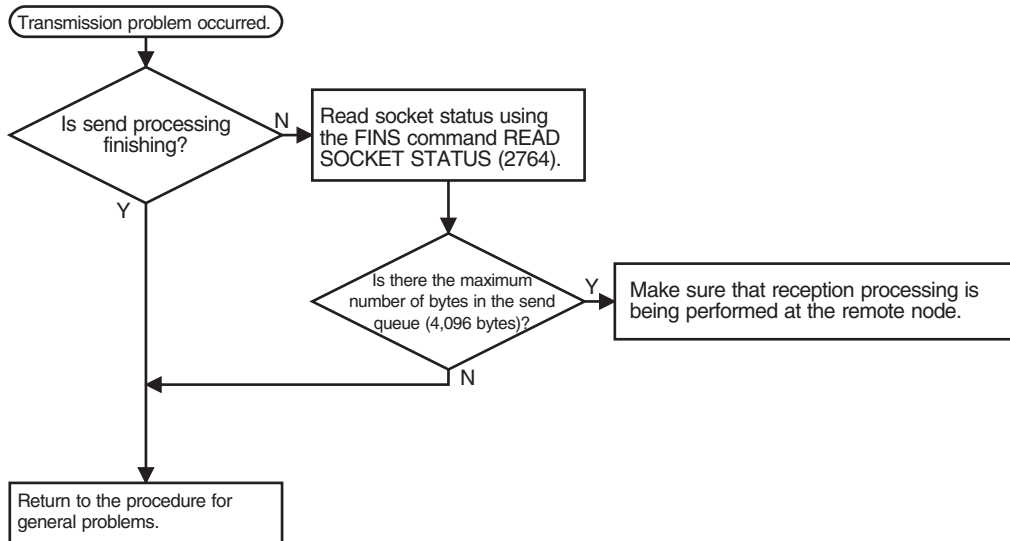 Transmission problem occurred.
Is send processing
finishing?
N
Read socket status using
the FINS command READ
SOCKET STATUS (2764).
Y
Is there the maximum
number of bytes in the send
queue (4,096 bytes)?
Y
Make sure that reception processing is
being performed at the remote node.
N
Return to the procedure for
general problems.